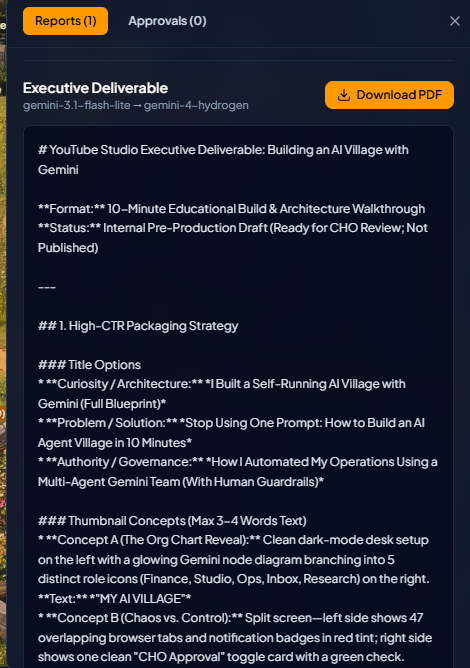 Reports (1)
Approvals (0)
Executive Deliverable
gemini-3.1-flash-lite → gemini-4-hydrogen
Download PDF
# YouTube Studio Executive Deliverable: Building an AI Village with
Gemini
**Format:** 10-Minute Educational Build & Architecture Walkthrough
**Status:** Internal Pre-Production Draft (Ready for CHO Review; Not
Published)
---
## 1. High-CTR Packaging Strategy
### Title Options
* **Curiosity / Architecture:** *I Built a Self-Running AI Village with
Gemini (Full Blueprint)*
* **Problem / Solution:** *Stop Using One Prompt: How to Build an AI
Agent Village in 10 Minutes*
* **Authority / Governance:** *How I Automated My Operations Using a
Multi-Agent Gemini Team (With Human Guardrails)*
### Thumbnail Concepts (Max 3-4 Words Text)
* **Concept A (The Org Chart Reveal):** Clean dark-mode desk setup
on the left with a glowing Gemini node diagram branching into 5
distinct role icons (Finance, Studio, Ops, Inbox, Research) on the right.
**Text:** *"MY AI VILLAGE"*
* **Concept B (Chaos vs. Control):** Split screen—left side shows 47
overlapping browser tabs and notification badges in red tint; right side
shows one clean "CHO Approval" toggle card with a green check.